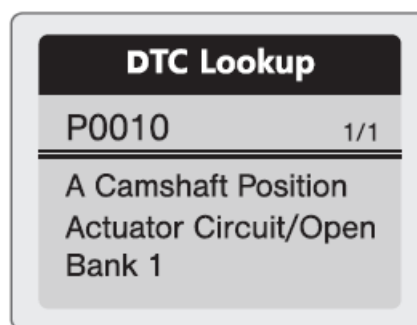 DTC Lookup
P0010 1/1
A Camshaft Position
Actuator Circuit/Open
Bank 1